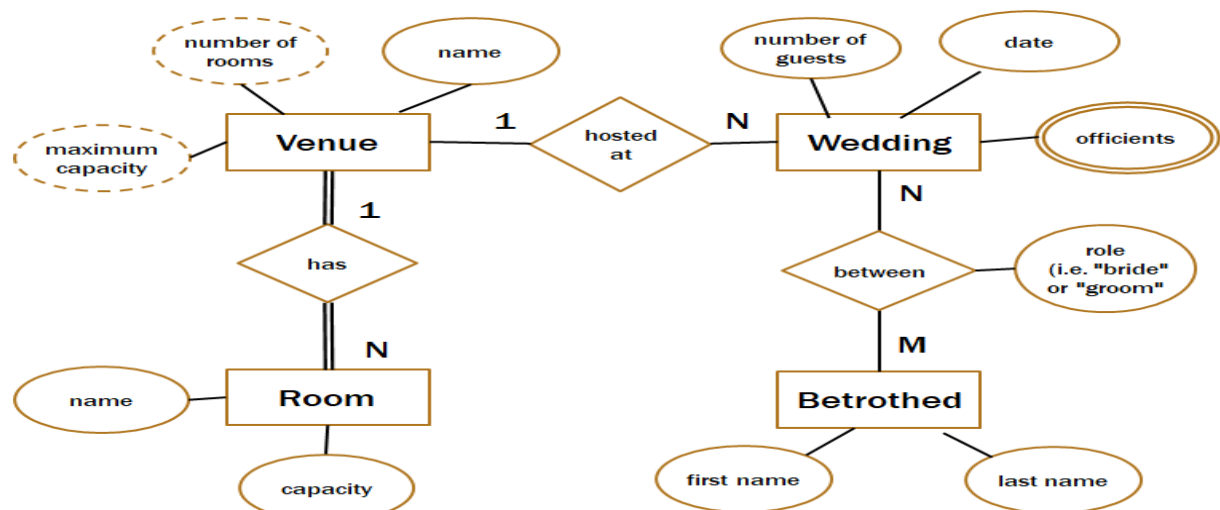 number of
rooms
name
number of
guests
date
maximum
capacity
Venue
1
hosted
at
N
Wedding
officients
1
N
has
between
role
(i.e. "bride"
or "groom"
N
M
name
Room
Betrothed
capacity
first name
last name